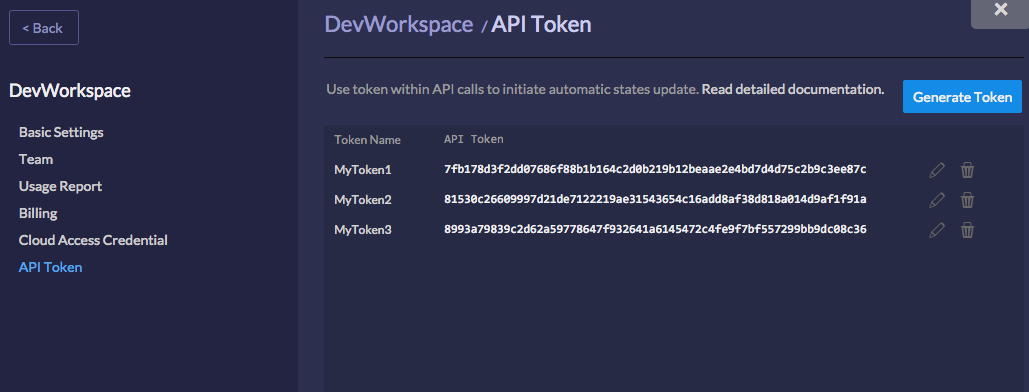 < Back
DevWorkspace / API Token
DevWorkspace
Use token within API calls to initiate automatic states update. Read detailed documentation.
Generate Token
Basic Settings
Team
Usage Report
Billing
Cloud Access Credential
API Token
Token Name API Token
MyToken1 7fb178d3f2dd07686f88b1b164c2d0b219b12beaae2e4bd7d4d75c2b9c3ee87c
MyToken2 81530c26609997d21de7122219ae31543654c16add8af38d818a014d9af1f91a
MyToken3 8993a79839c2d62a59778647f932641a6145472c4fe9f7bf557299bb9dc08c36